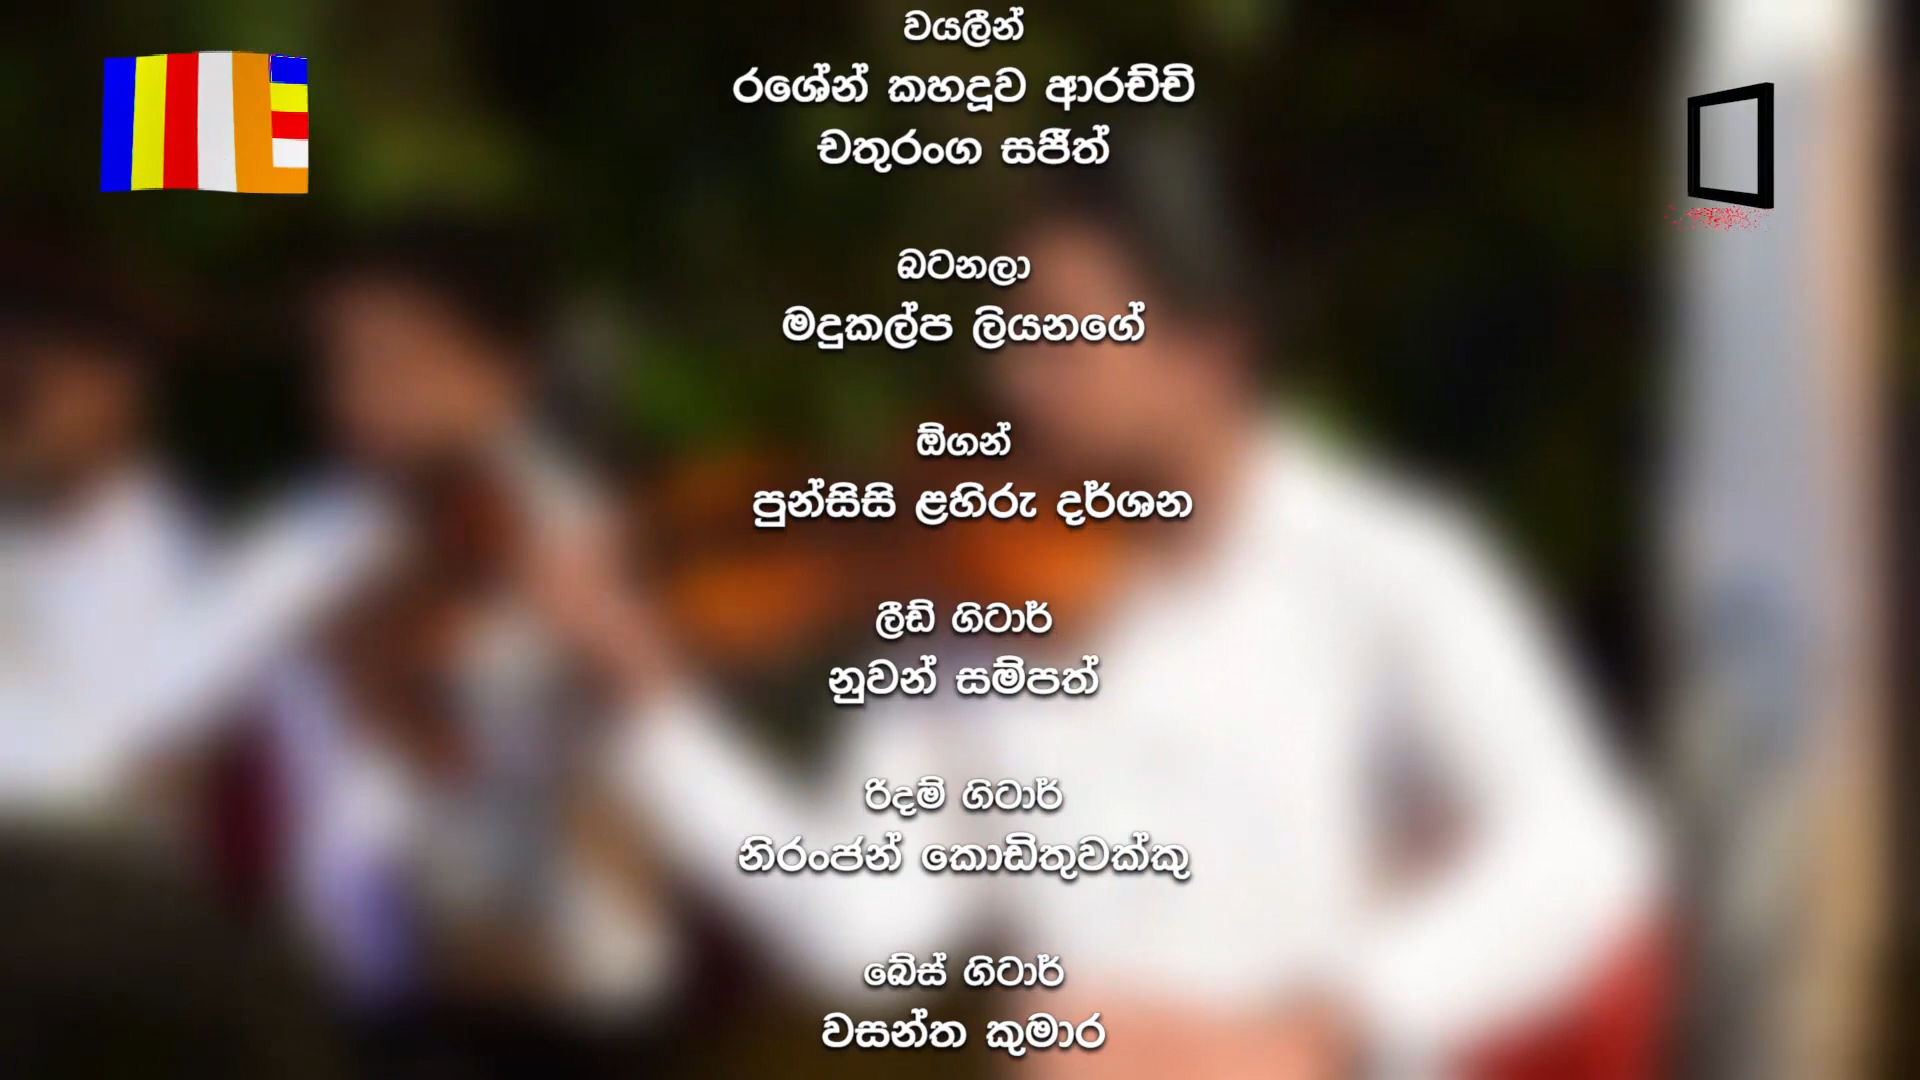 වයලීන්
රශේන් කහදූව ආරච්චි
චතුරංග සජීත්
බටනලා
මදුකල්ප ලියනගේ
ඕගන්
පුන්සිසි ළහිරු දර්ශන
ලීඩ් ගිටාර්
නුවන් සම්පත්
රිදම් ගිටාර්
නිරංජන් කොඩිතුවක්කු
බේස් ගිටාර්
වසන්ත කුමාර